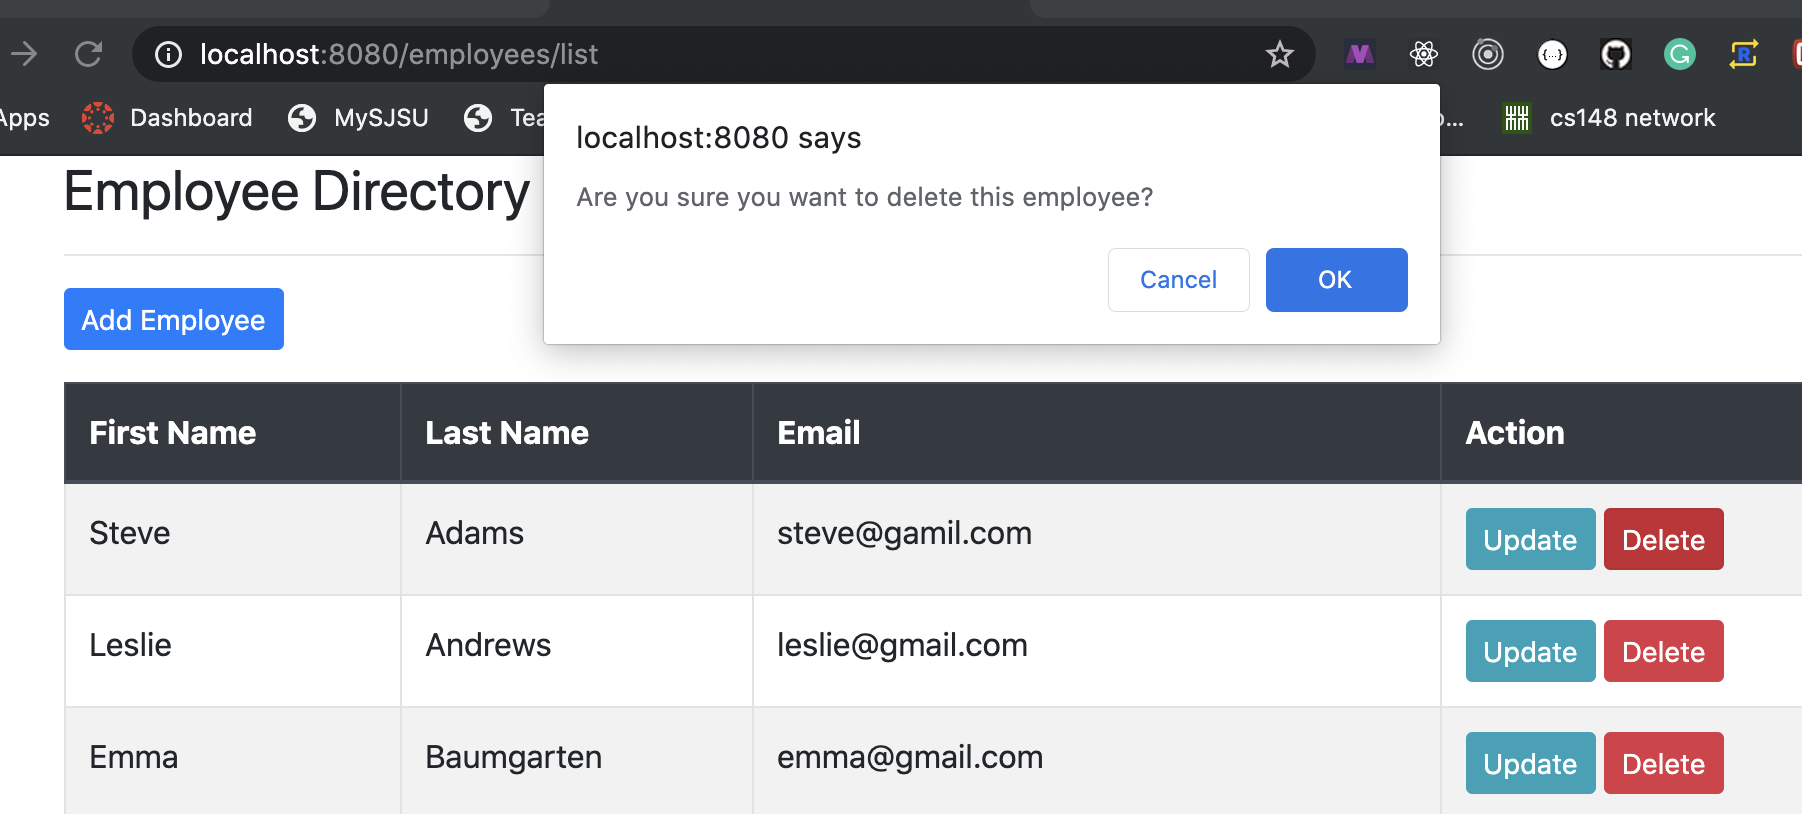 localhost:8080/employees/list
Apps Dashboard MySJSU Tea cs148 network
localhost:8080 says
Are you sure you want to delete this employee?
Cancel OK
Employee Directory
Add Employee
First Name Last Name Email Action
Steve Adams steve@gamil.com Update Delete
Leslie Andrews leslie@gmail.com Update Delete
Emma Baumgarten emma@gmail.com Update Delete